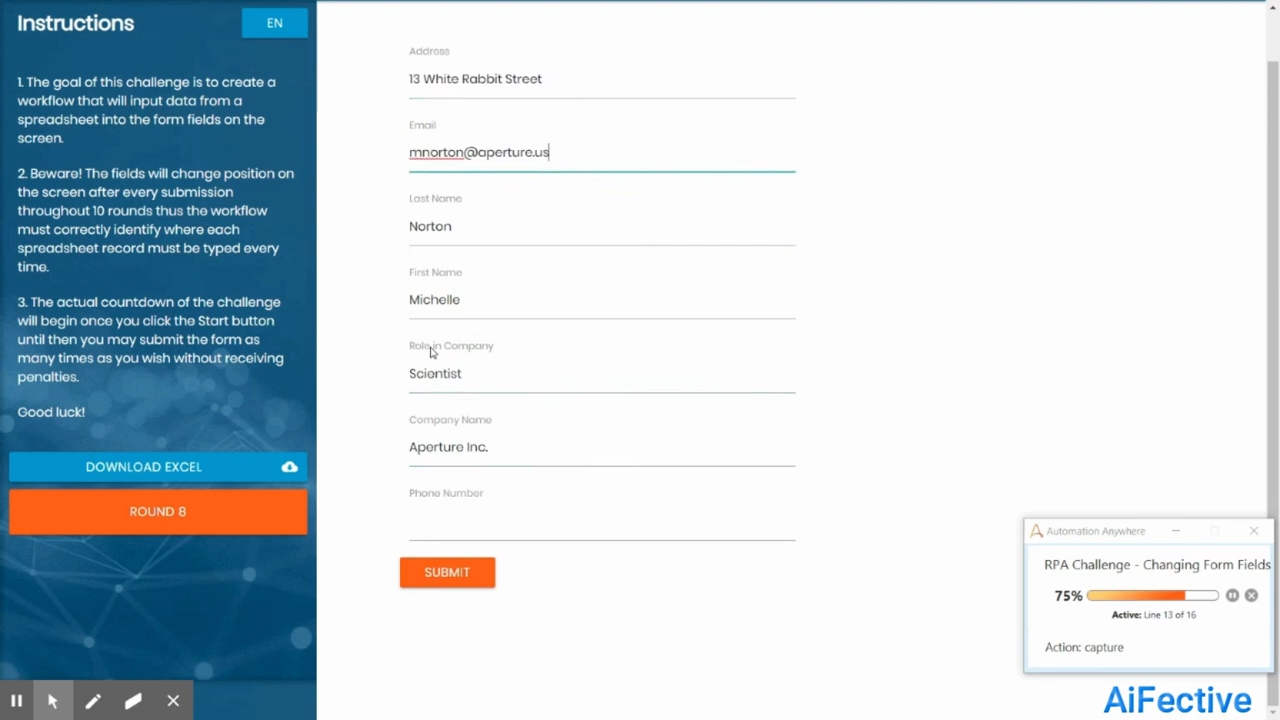 Instructions
EN
1. The goal of this challenge is to create a
workflow that will input data from a
spreadsheet into the form fields on the
screen.
2. Beware! The fields will change position on
the screen after every submission
throughout 10 rounds thus the workflow
must correctly identify where each
spreadsheet record must be typed every
time.
3. The actual countdown of the challenge
will begin once you click the Start button
until then you may submit the form as
many times as you wish without receiving
penalties.
Good luck!
DOWNLOAD EXCEL
ROUND 8
Address
13 White Rabbit Street
Email
mnorton@aperture.us
Last Name
Norton
First Name
Michelle
Role in Company
Scientist
Company Name
Aperture Inc.
Phone Number
SUBMIT
Automation Anywhere
RPA Challenge - Changing Form Fields
75%
Active: Line 13 of 16
Action: capture
AiFective